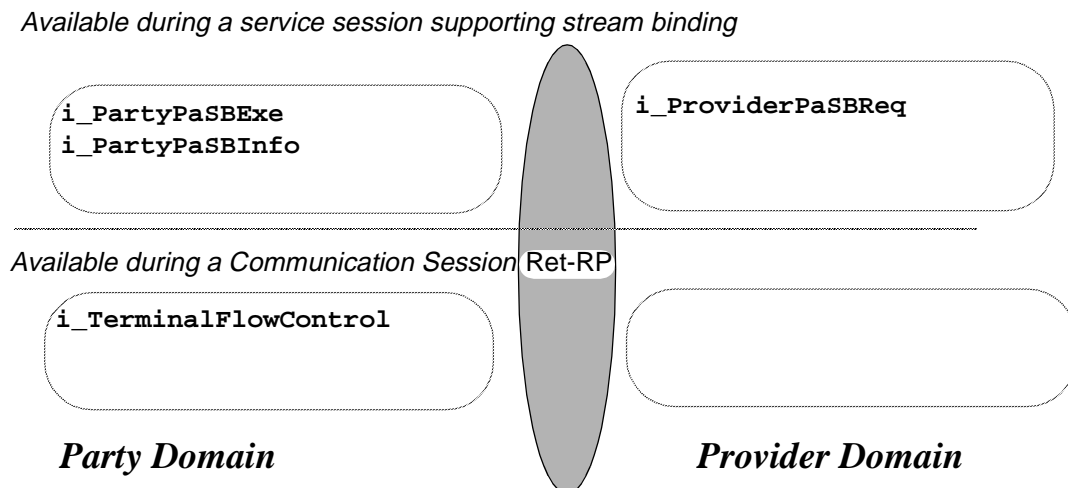 Available during a service session supporting stream binding
i_PartyPaSBExe
i_PartyPaSBInfo
i_ProviderPaSBReq
Available during a Communication Session Ret-RP
i_TerminalFlowControl
Party Domain
Provider Domain